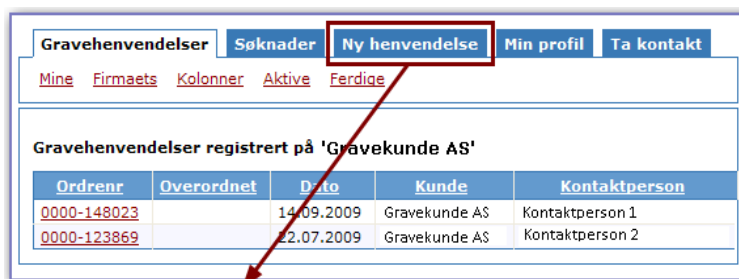 Gravehenvendelser Søknader Ny henvendelse Min profil Ta kontakt
Mine Firmaets Kolonner Aktive Ferdige
Gravehenvendelser registrert på 'Gravekunde AS'
Ordrenr Overordnet Dato Kunde Kontaktperson
0000-148023 14.09.2009 Gravekunde AS Kontaktperson 1
0000-123869 22.07.2009 Gravekunde AS Kontaktperson 2